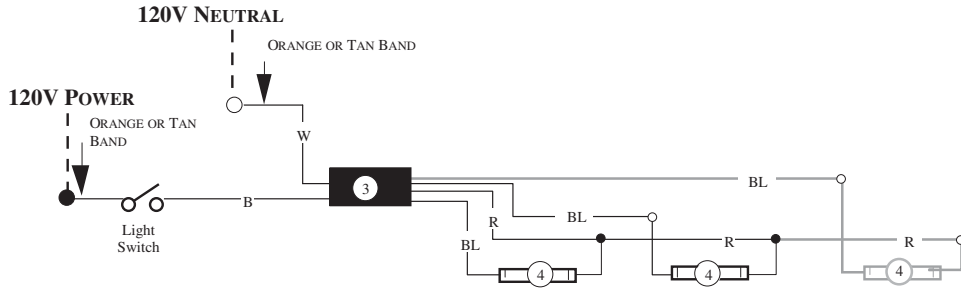 120V NEUTRAL
ORANGE OR TAN BAND
120V POWER
ORANGE OR TAN
BAND
W
3
BL
B
R
BL
Light
Switch
BL
R
R
4
4
4